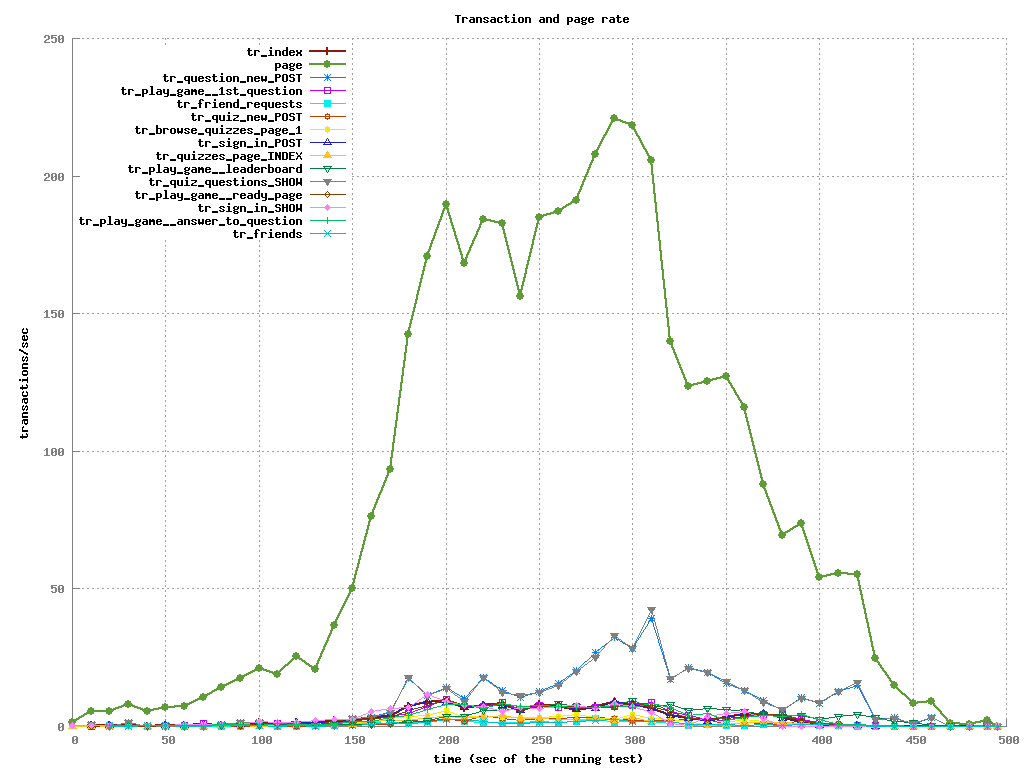 Transaction and page rate
250
200
150
100
50
0
transactions/sec
tr_index
page
tr_question_new_POST
tr_play_game__1st_question
tr_friend_requests
tr_quiz_new_POST
tr_browse_quizzes_page_1
tr_sign_in_POST
tr_quizzes_page_INDEX
tr_play_game__leaderboard
tr_quiz_questions_SHOW
tr_play_game__ready_page
tr_sign_in_SHOW
tr_play_game__answer_to_question
tr_friends
0 50 100 150 200 250 300 350 400 450 500
time (sec of the running test)